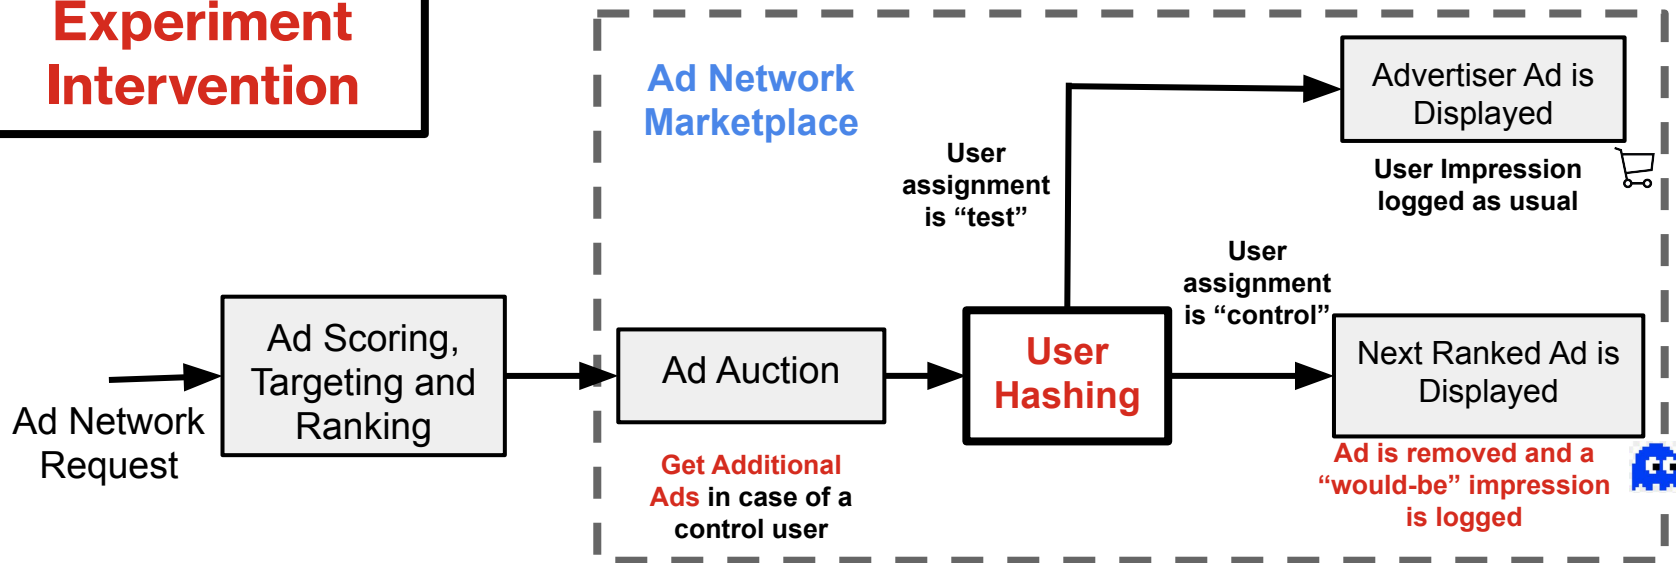 Experiment
Intervention
Ad Network
Marketplace
Advertiser Ad is
Displayed
User Impression
logged as usual
User
assignment
is “test”
User
assignment
is “control”
Ad Network
Request
Ad Scoring,
Targeting and
Ranking
Ad Auction
Get Additional
Ads in case of a
control user
User
Hashing
Next Ranked Ad is
Displayed
Ad is removed and a
“would-be” impression
is logged